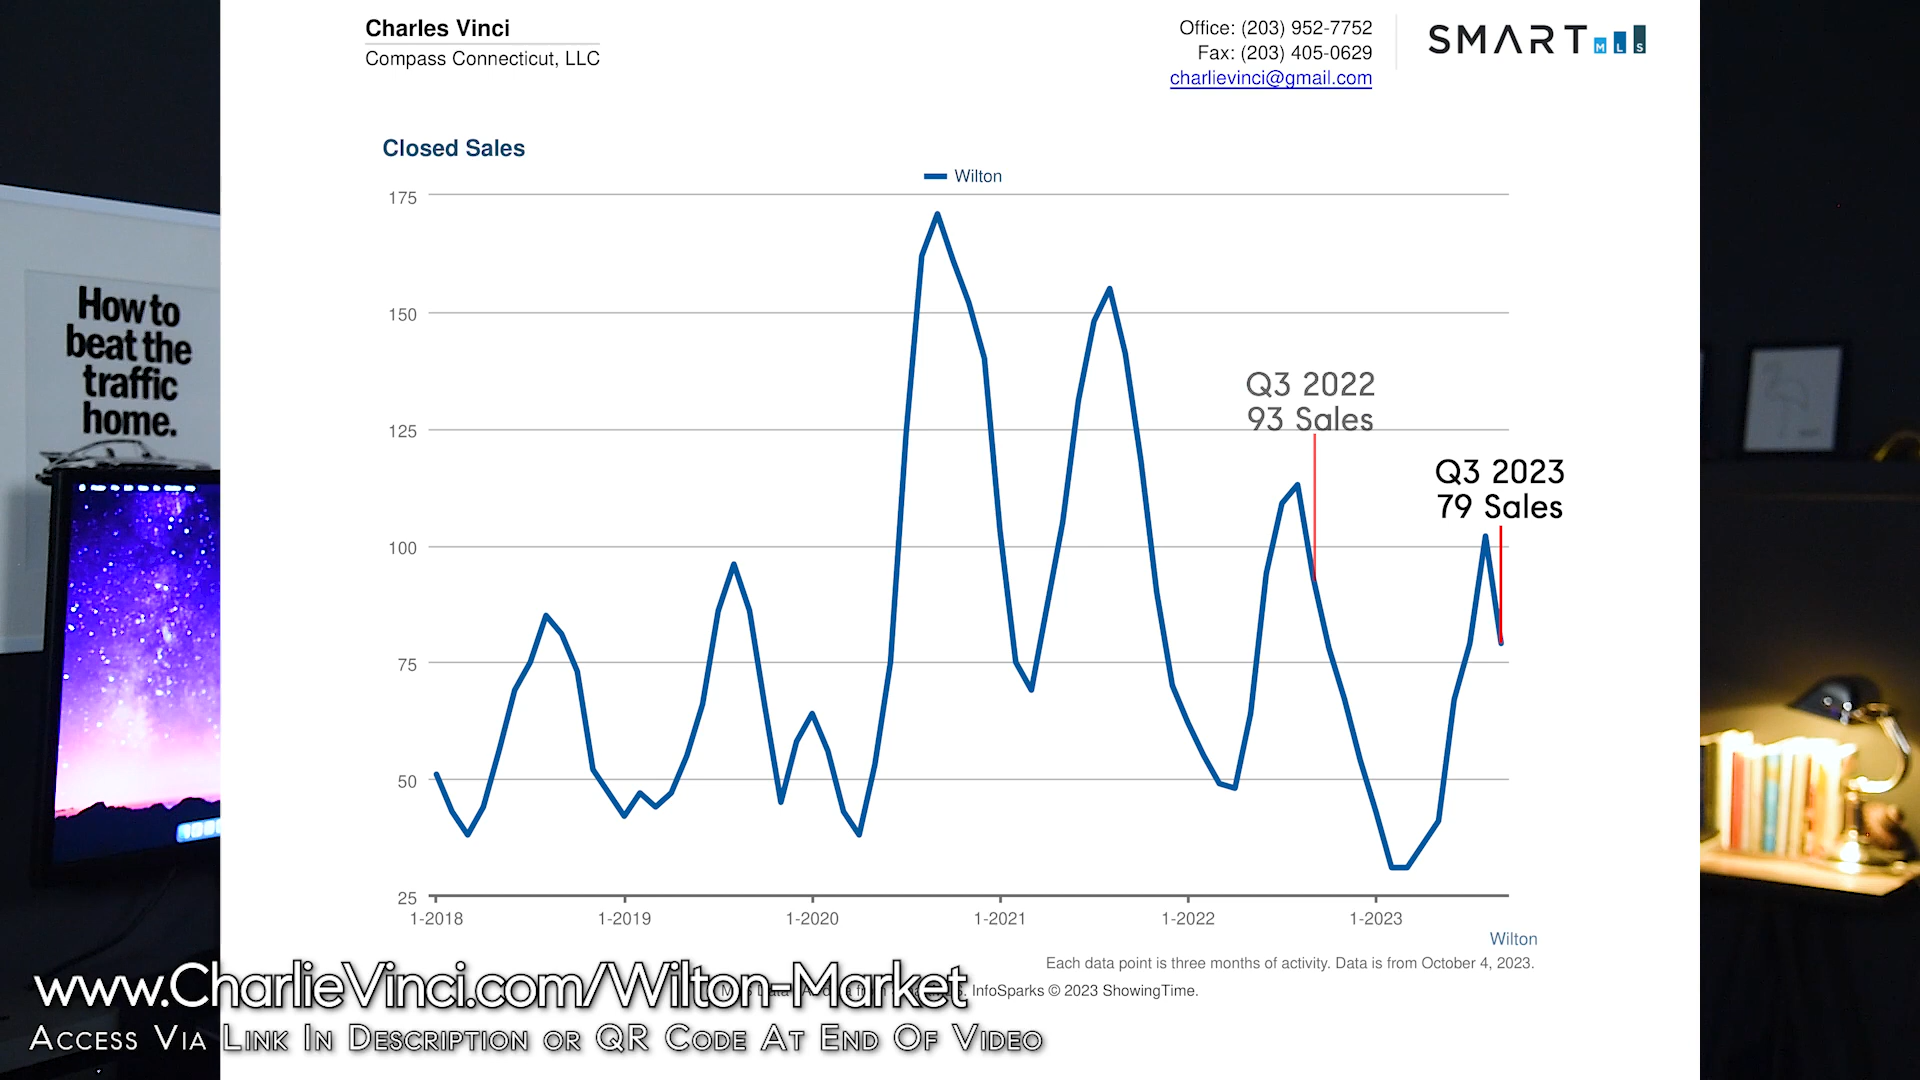 Charles Vinci
Compass Connecticut, LLC
Office: (203) 952-7752
Fax: (203) 405-0629
charlievinci@gmail.com
SMART
MLS
Closed Sales
Wilton
175
150
125
100
75
50
25
Q3 2022
93 Sales
Q3 2023
79 Sales
1-2018
1-2019
1-2020
1-2021
1-2022
1-2023
Wilton
Each data point is three months of activity. Data is from October 4, 2023.
InfoSparks © 2023 ShowingTime.
How to
beat the
traffic
home.
www.CharlieVinci.com/Wilton-Market
Access Via Link In Description or QR Code At End Of Video